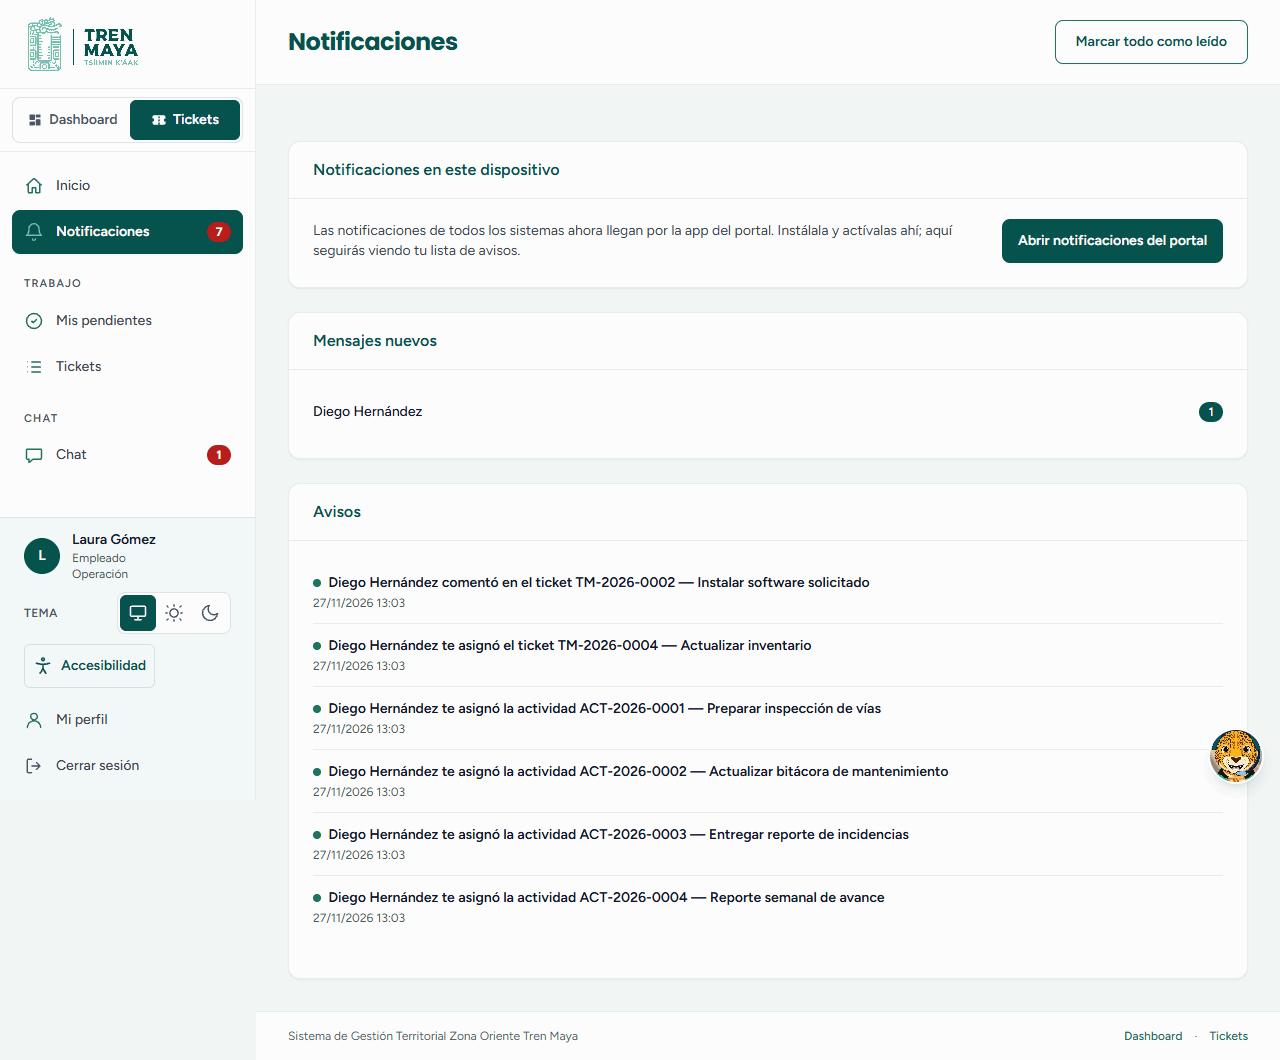 TREN
MAYA
TSÍIMIN K'ÁAK
Dashboard
Tickets
Inicio
Notificaciones 7
TRABAJO
Mis pendientes
Tickets
CHAT
Chat 1
L
Laura Gómez
Empleado
Operación
TEMA
Accesibilidad
Mi perfil
Cerrar sesión
Notificaciones
Marcar todo como leído
Notificaciones en este dispositivo
Las notificaciones de todos los sistemas ahora llegan por la app del portal. Instálala y actívalas ahí; aquí
seguirás viendo tu lista de avisos.
Abrir notificaciones del portal
Mensajes nuevos
Diego Hernández 1
Avisos
Diego Hernández comentó en el ticket TM-2026-0002 — Instalar software solicitado
27/11/2026 13:03
Diego Hernández te asignó el ticket TM-2026-0004 — Actualizar inventario
27/11/2026 13:03
Diego Hernández te asignó la actividad ACT-2026-0001 — Preparar inspección de vías
27/11/2026 13:03
Diego Hernández te asignó la actividad ACT-2026-0002 — Actualizar bitácora de mantenimiento
27/11/2026 13:03
Diego Hernández te asignó la actividad ACT-2026-0003 — Entregar reporte de incidencias
27/11/2026 13:03
Diego Hernández te asignó la actividad ACT-2026-0004 — Reporte semanal de avance
27/11/2026 13:03
Sistema de Gestión Territorial Zona Oriente Tren Maya
Dashboard · Tickets